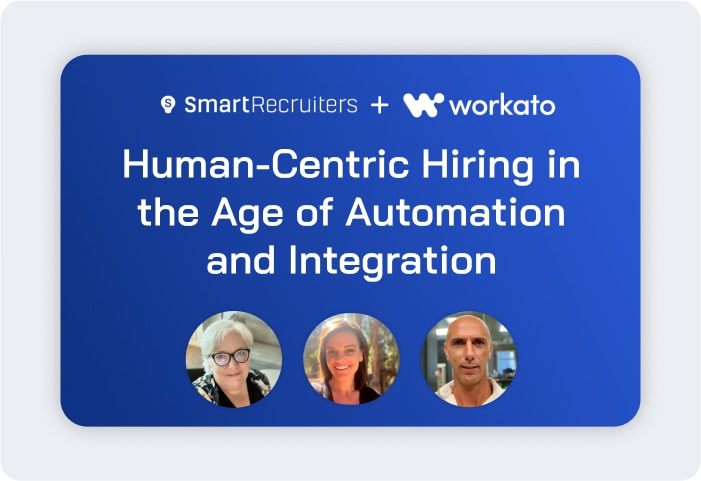 SmartRecruiters + workato
Human-Centric Hiring in
the Age of Automation
and Integration